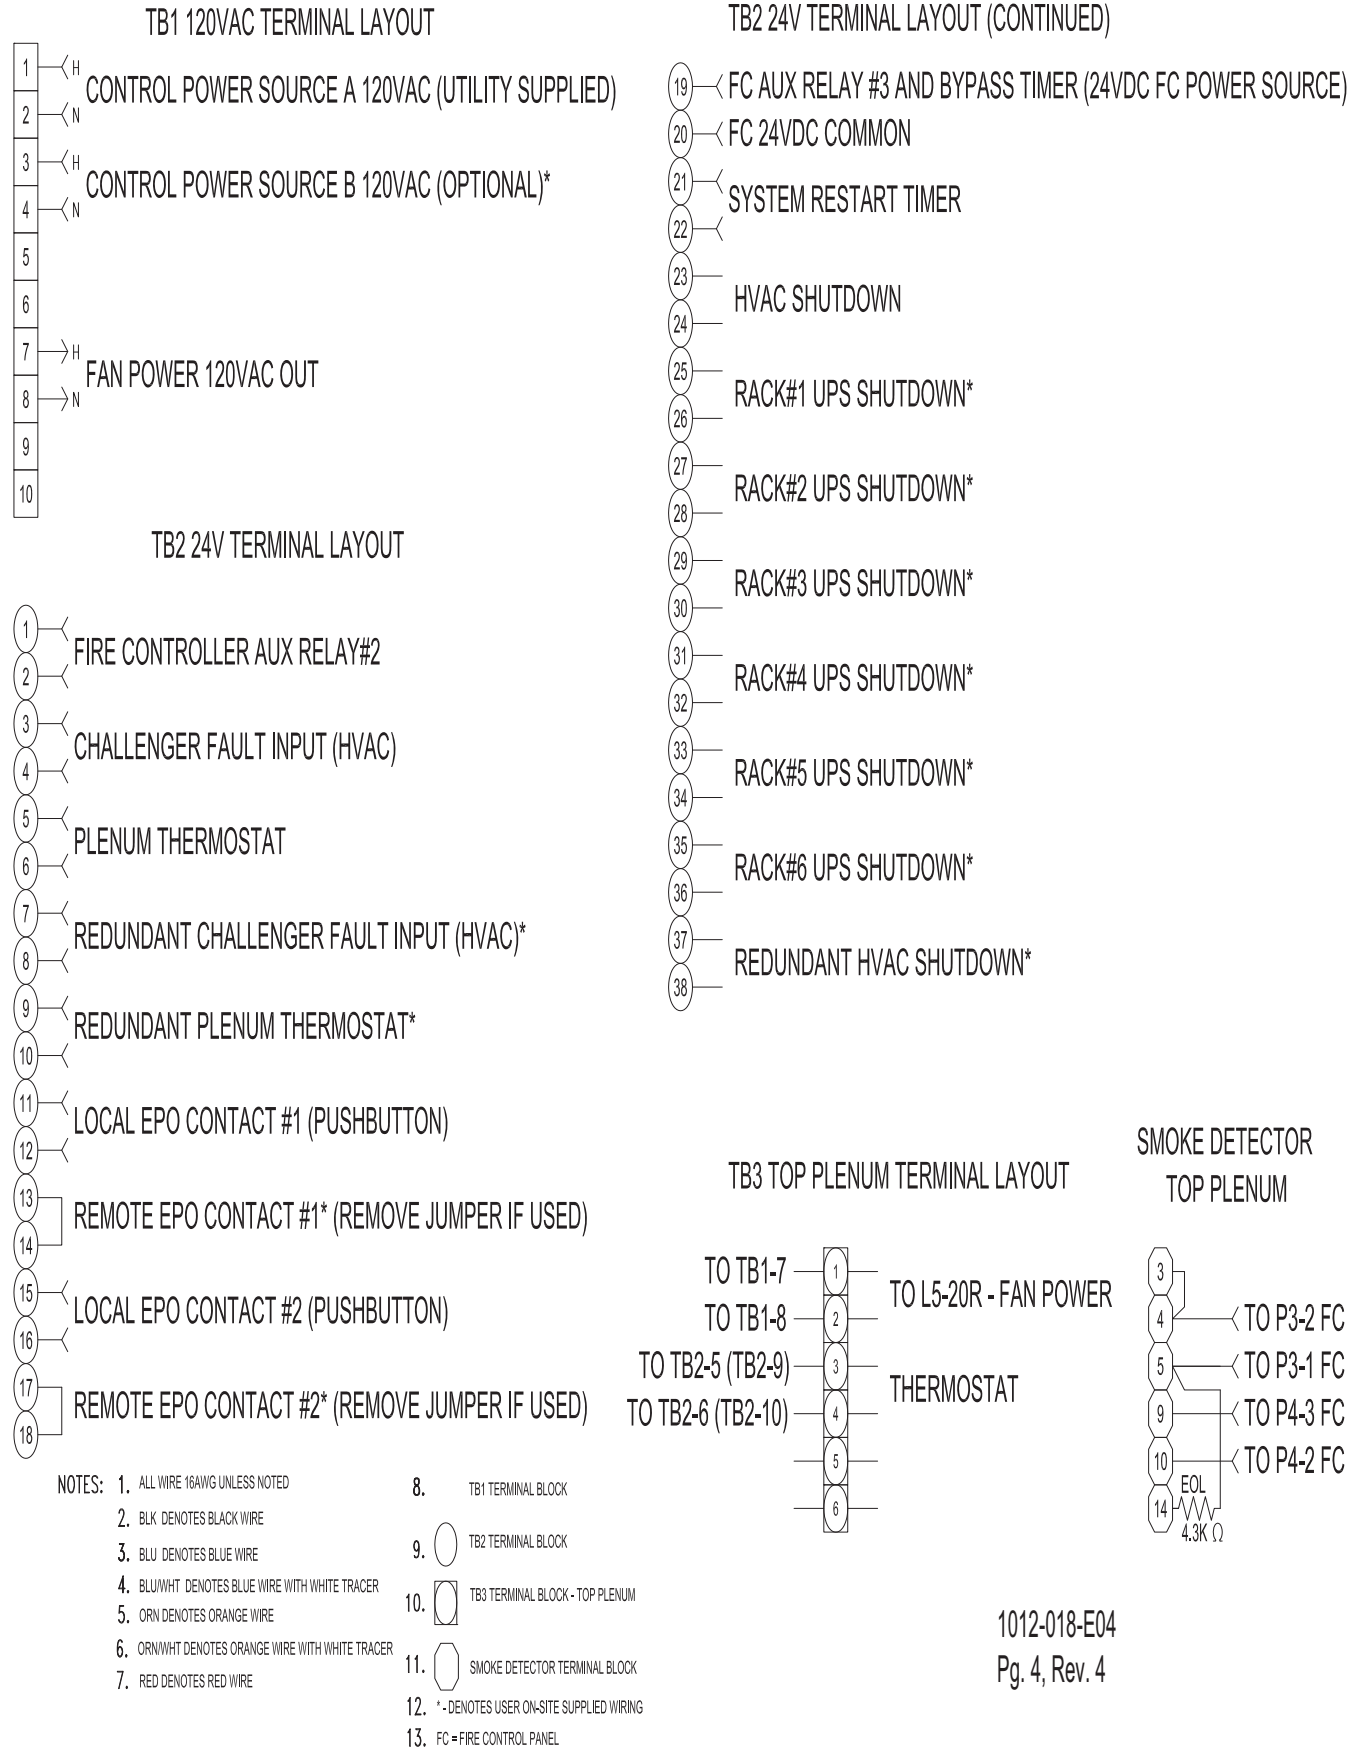 TB1 120VAC TERMINAL LAYOUT
1 H
CONTROL POWER SOURCE A 120VAC (UTILITY SUPPLIED)
2 N
3 H
CONTROL POWER SOURCE B 120VAC (OPTIONAL)*
4 N
5
6
7 H
FAN POWER 120VAC OUT
8 N
9
10
TB2 24V TERMINAL LAYOUT
1
FIRE CONTROLLER AUX RELAY#2
2
3
CHALLENGER FAULT INPUT (HVAC)
4
5
PLENUM THERMOSTAT
6
7
REDUNDANT CHALLENGER FAULT INPUT (HVAC)*
8
9
REDUNDANT PLENUM THERMOSTAT*
10
11
LOCAL EPO CONTACT #1 (PUSHBUTTON)
12
13
REMOTE EPO CONTACT #1* (REMOVE JUMPER IF USED)
14
15
LOCAL EPO CONTACT #2 (PUSHBUTTON)
16
17
REMOTE EPO CONTACT #2* (REMOVE JUMPER IF USED)
18
TB2 24V TERMINAL LAYOUT (CONTINUED)
19 FC AUX RELAY #3 AND BYPASS TIMER (24VDC FC POWER SOURCE)
20 FC 24VDC COMMON
21
SYSTEM RESTART TIMER
22
23
HVAC SHUTDOWN
24
25
RACK#1 UPS SHUTDOWN*
26
27
RACK#2 UPS SHUTDOWN*
28
29
RACK#3 UPS SHUTDOWN*
30
31
RACK#4 UPS SHUTDOWN*
32
33
RACK#5 UPS SHUTDOWN*
34
35
RACK#6 UPS SHUTDOWN*
36
37
REDUNDANT HVAC SHUTDOWN*
38
TB3 TOP PLENUM TERMINAL LAYOUT
TO TB1-7 1
TO L5-20R - FAN POWER
TO TB1-8 2
TO TB2-5 (TB2-9) 3
THERMOSTAT
TO TB2-6 (TB2-10) 4
5
6
SMOKE DETECTOR
TOP PLENUM
3
4 TO P3-2 FC
5 TO P3-1 FC
9 TO P4-3 FC
10 TO P4-2 FC
EOL
14
4.3K Ω
NOTES: 1. ALL WIRE 16AWG UNLESS NOTED
2. BLK DENOTES BLACK WIRE
3. BLU DENOTES BLUE WIRE
4. BLU/WHT DENOTES BLUE WIRE WITH WHITE TRACER
5. ORN DENOTES ORANGE WIRE
6. ORN/WHT DENOTES ORANGE WIRE WITH WHITE TRACER
7. RED DENOTES RED WIRE
8. TB1 TERMINAL BLOCK
9. TB2 TERMINAL BLOCK
10. TB3 TERMINAL BLOCK - TOP PLENUM
11. SMOKE DETECTOR TERMINAL BLOCK
12. * - DENOTES USER ON-SITE SUPPLIED WIRING
13. FC = FIRE CONTROL PANEL
1012-018-E04
Pg. 4, Rev. 4